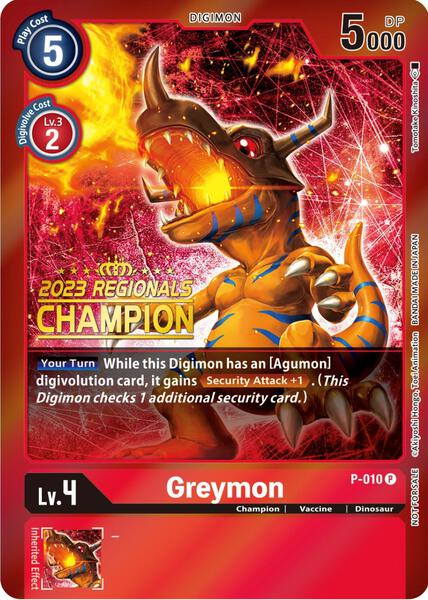 Play Cost
5
DIGIMON
DP
5000
Digivolve Cost
Lv.3
2
2023 REGIONALS
CHAMPION
Your Turn While this Digimon has an [Agumon]
digivolution card, it gains Security Attack +1 . (This
Digimon checks 1 additional security card.)
P-010 P
Lv.4
Greymon
Champion | Vaccine | Dinosaur
Inherited Effect
–
Tomotake Kinoshita
©Akiyoshi Hongo, Toei Animation BANDAI MADE IN JAPAN
NOT FOR SALE